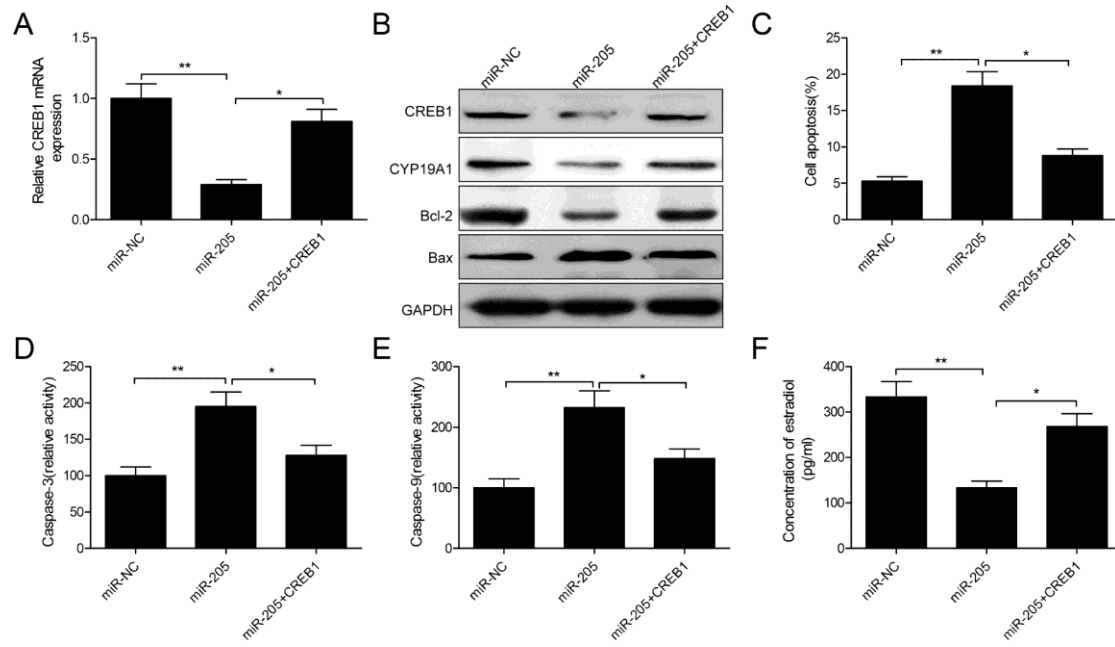 A
Relative CREB1 mRNA
expression
1.5
1.0
0.5
0.0
**
*
miR-NC
miR-205
miR-205+CREB1
B
miR-NC
miR-205
miR-205+CREB1
CREB1
CYP19A1
Bcl-2
Bax
GAPDH
C
Cell apoptosis(%)
25
20
15
10
5
0
**
*
miR-NC
miR-205
miR-205+CREB1
D
Caspase-3(relative activity)
250
200
150
100
50
0
**
*
miR-NC
miR-205
miR-205+CREB1
E
Caspase-9(relative activity)
300
200
100
0
**
*
miR-NC
miR-205
miR-205+CREB1
F
Concentration of estradiol
(pg/ml)
400
300
200
100
0
**
*
miR-NC
miR-205
miR-205+CREB1